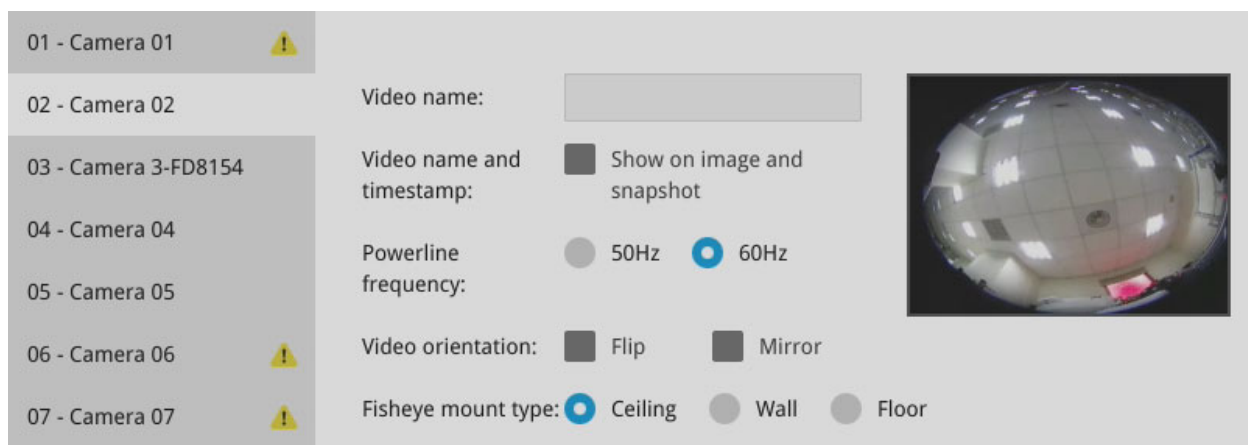 01 - Camera 01
02 - Camera 02
03 - Camera 3-FD8154
04 - Camera 04
05 - Camera 05
06 - Camera 06
07 - Camera 07
Video name:
Video name and
timestamp:
Show on image and
snapshot
Powerline
frequency:
50Hz 60Hz
Video orientation: Flip Mirror
Fisheye mount type: Ceiling Wall Floor